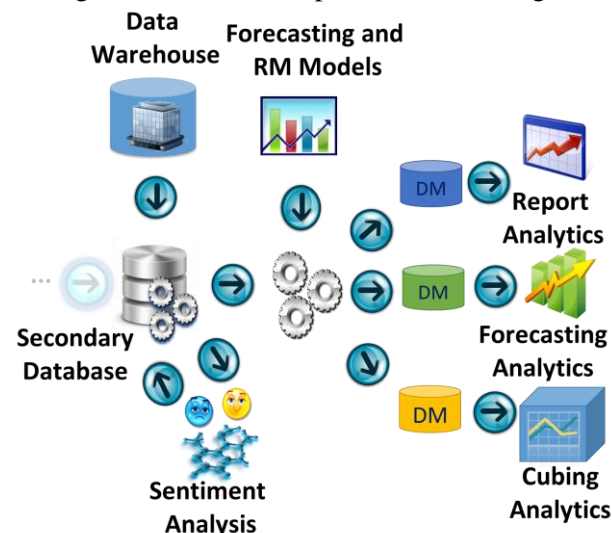 Data
Warehouse
Forecasting and
RM Models
DM
Report
Analytics
...
DM
Secondary
Database
Forecasting
Analytics
DM
Sentiment
Analysis
Cubing
Analytics